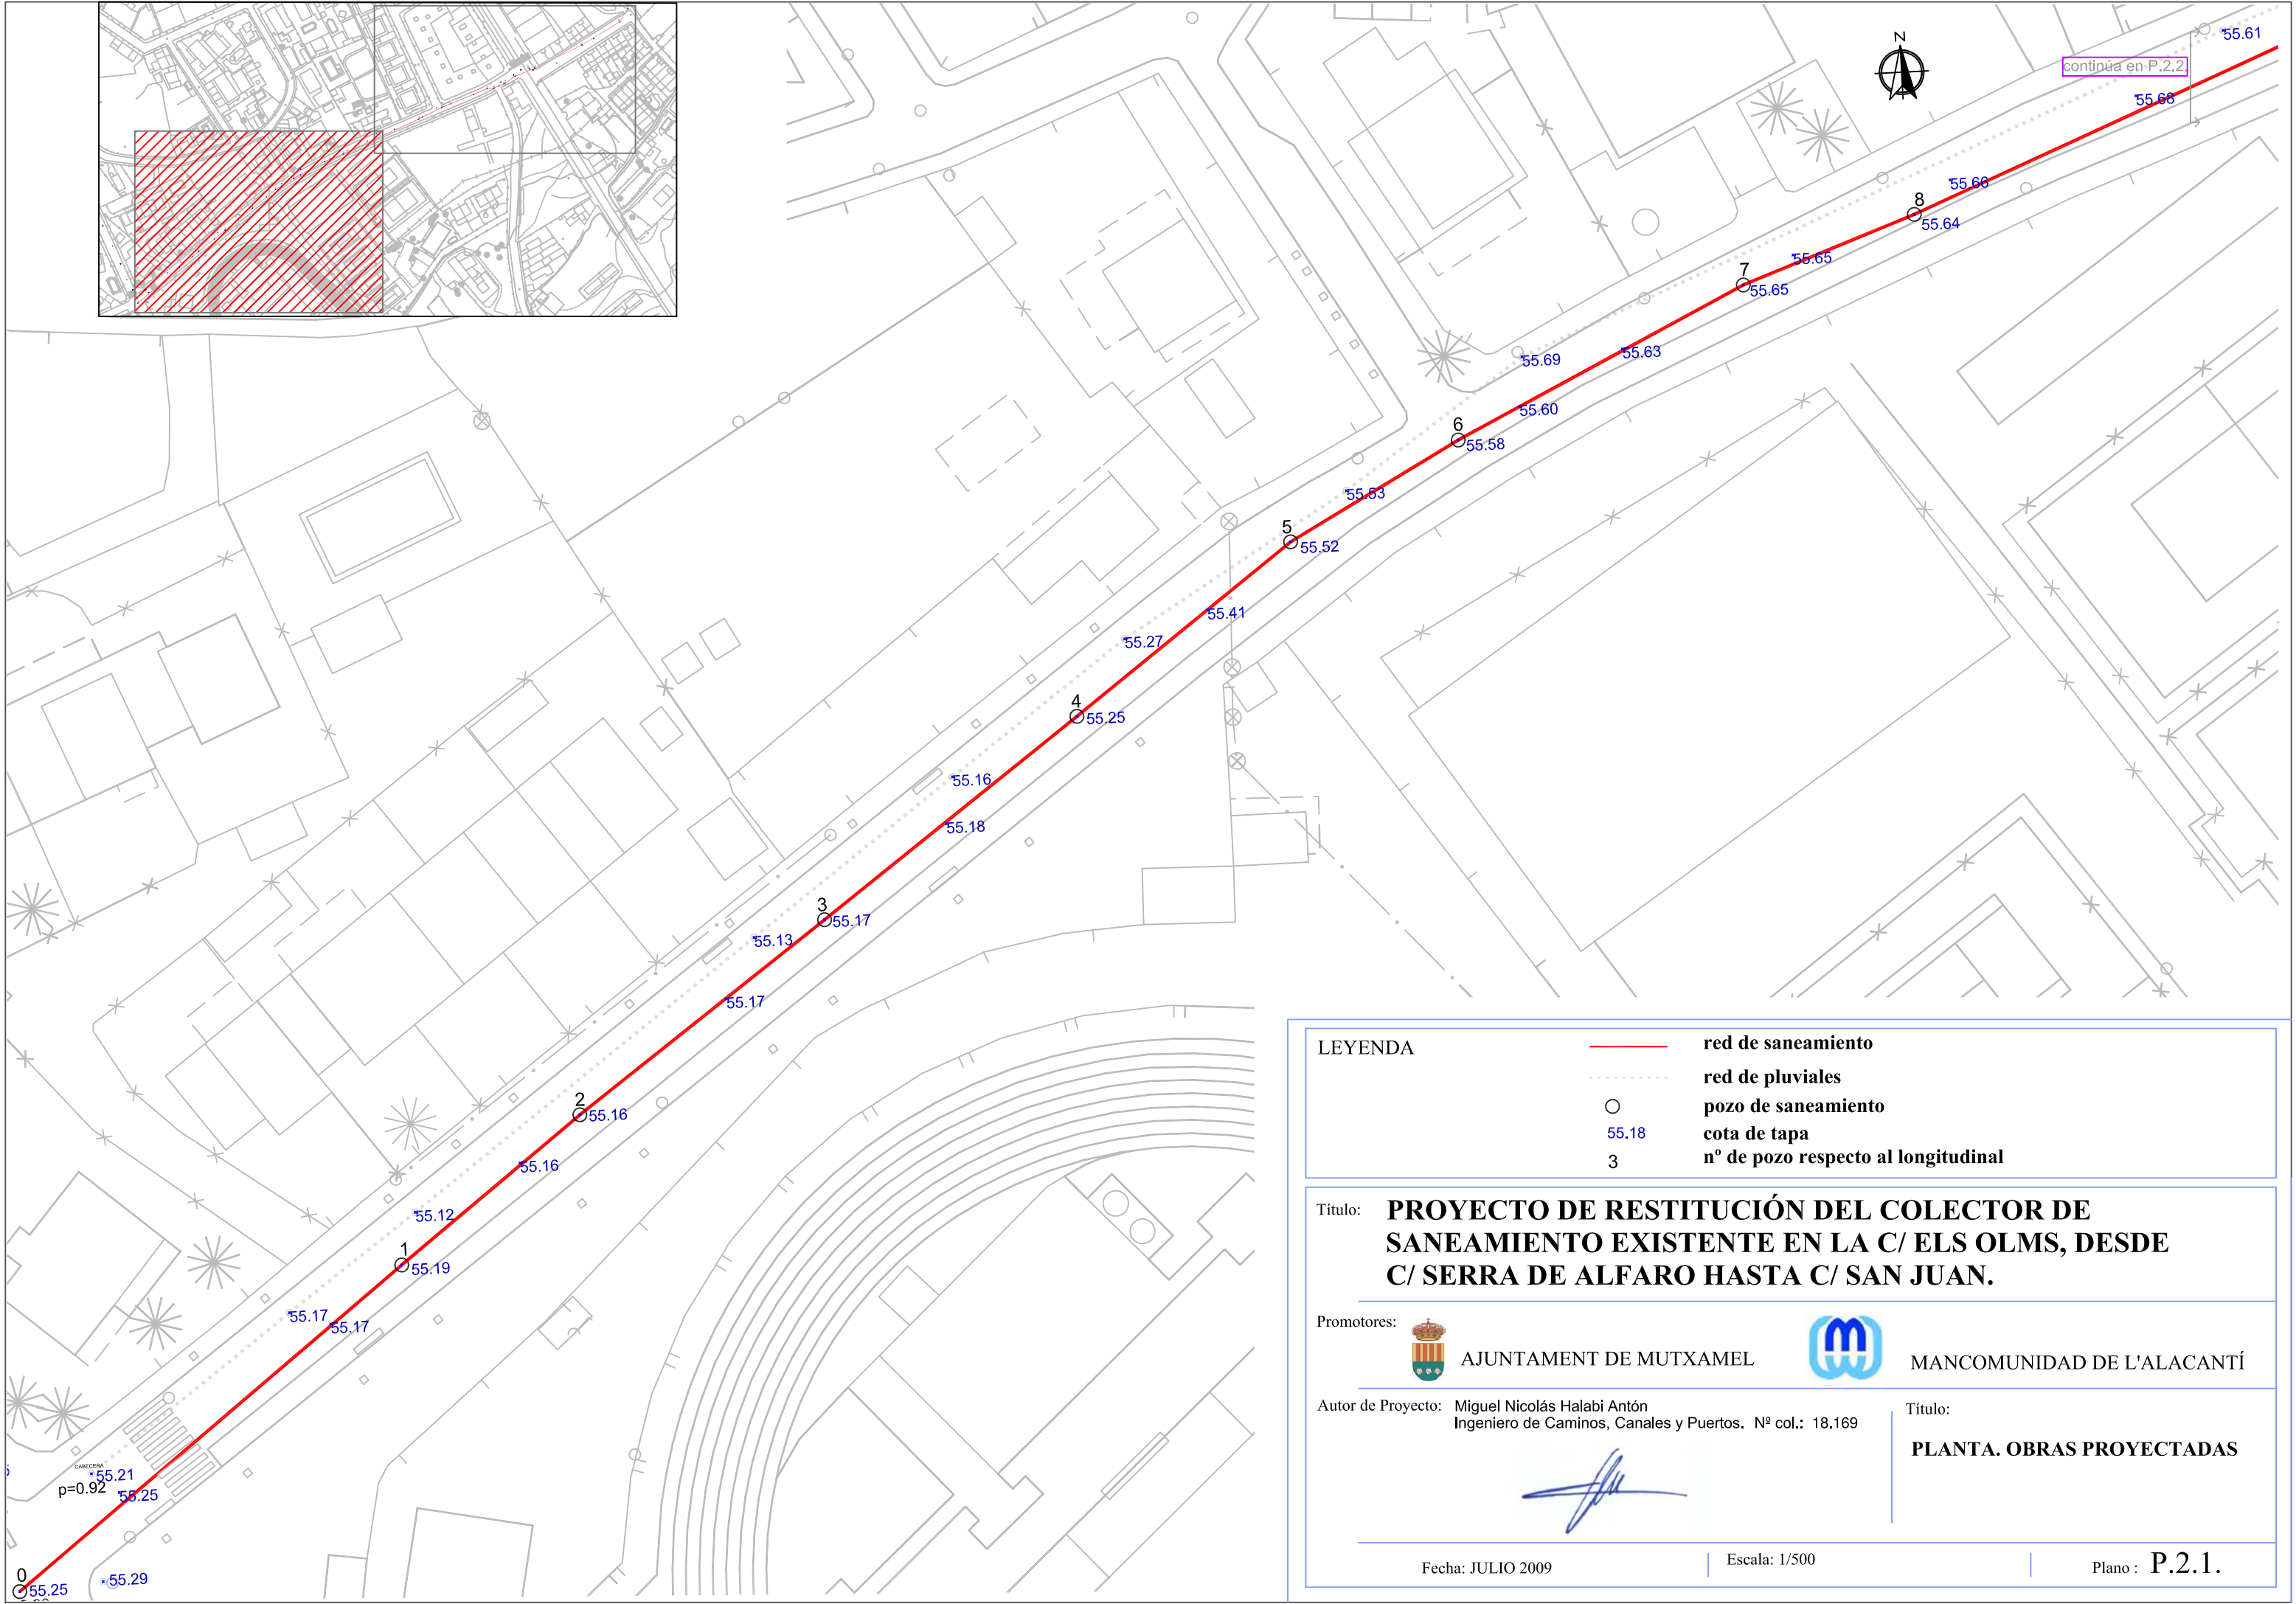 N
55.61
continúa en P.2.2.
55.68
55.66
8
55.64
55.65
7
55.65
55.63
55.69
55.60
6
55.58
55.53
5
55.52
55.41
55.27
4
55.25
55.16
55.18
3
55.17
55.13
55.17
2
55.16
55.16
55.12
1
55.19
55.17
55.17
CABECERA
55.21
p=0.92
55.25
0
55.25
55.29
LEYENDA
red de saneamiento
red de pluviales
pozo de saneamiento
55.18 cota de tapa
3 nº de pozo respecto al longitudinal
Título: PROYECTO DE RESTITUCIÓN DEL COLECTOR DE
SANEAMIENTO EXISTENTE EN LA C/ ELS OLMS, DESDE
C/ SERRA DE ALFARO HASTA C/ SAN JUAN.
Promotores:
AJUNTAMENT DE MUTXAMEL
MANCOMUNIDAD DE L'ALACANTÍ
Autor de Proyecto: Miguel Nicolás Halabi Antón
Ingeniero de Caminos, Canales y Puertos. Nº col.: 18.169
Título:
PLANTA. OBRAS PROYECTADAS
Fecha: JULIO 2009
Escala: 1/500
Plano : P.2.1.